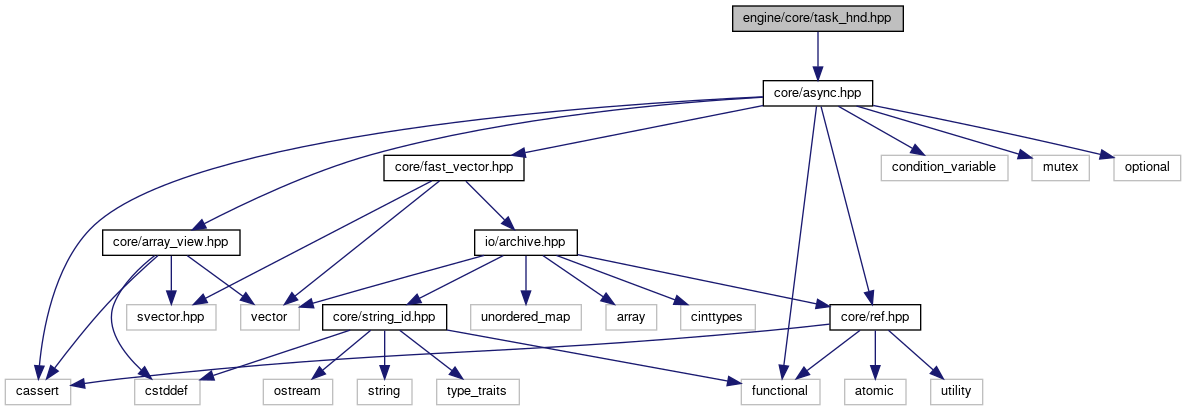 engine/core/task_hnd.hpp
core/async.hpp
core/fast_vector.hpp
condition_variable
mutex
optional
core/array_view.hpp
io/archive.hpp
svector.hpp
vector
core/string_id.hpp
unordered_map
array
cinttypes
core/ref.hpp
cassert
cstddef
ostream
string
type_traits
functional
atomic
utility